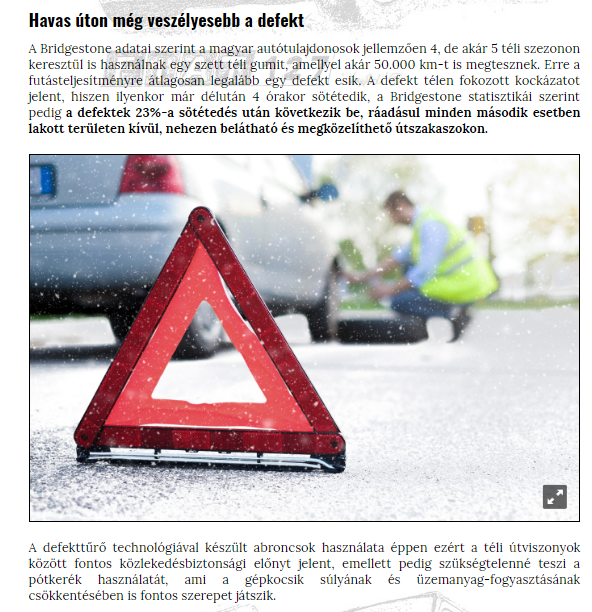 Havas úton még veszélyesebb a defekt
A Bridgestone adatai szerint a magyar autótulajdonosok jellemzően 4, de akár 5 téli szezonon
keresztül is használnak egy szett téli gumit, amellyel akár 50.000 km-t is megtesznek. Erre a
futásteljesítményre átlagosan legalább egy defekt esik. A defekt télen fokozott kockázatot
jelent, hiszen ilyenkor már délután 4 órakor sötétedik, a Bridgestone statisztikái szerint
pedig a defektek 23%-a sötétedés után következik be, ráadásul minden második esetben
lakott területen kívül, nehezen belátható és megközelíthető útszakaszokon.
A defekttűrő technológiával készült abroncsok használata éppen ezért a téli útviszonyok
között fontos közlekedésbiztonsági előnyt jelent, emellett pedig szükségtelenné teszi a
pótkerék használatát, ami a gépkocsik súlyának és üzemanyag-fogyasztásának
csökkentésében is fontos szerepet játszik.